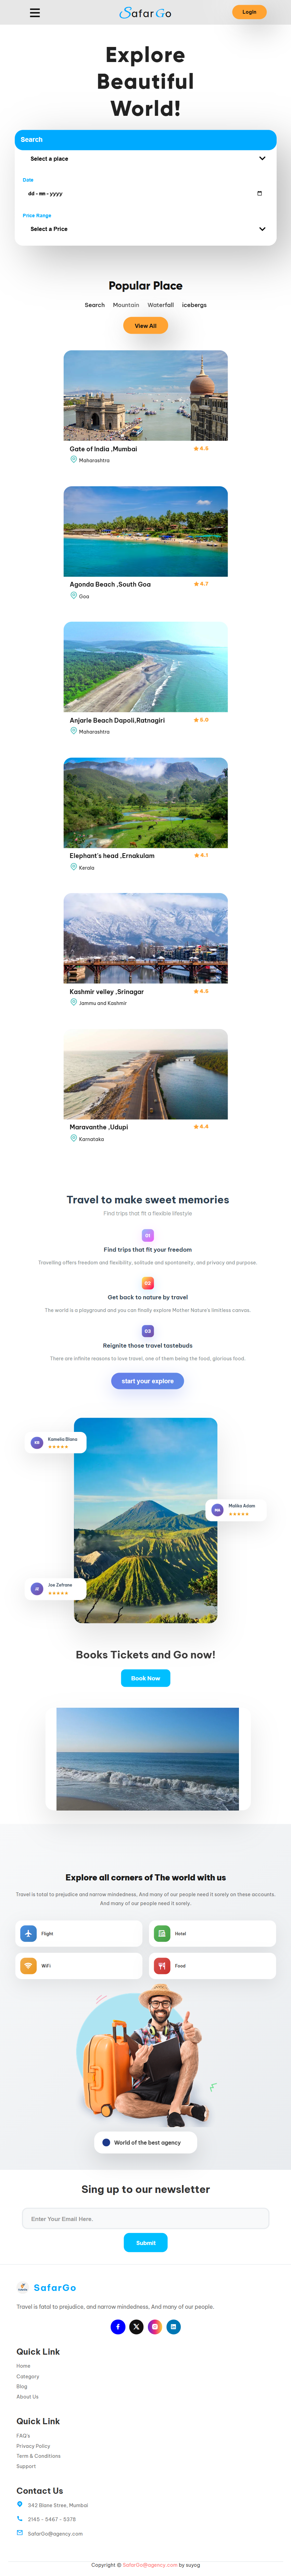 SafarGo
Login
Explore
Beautiful
World!
Search
Select a place
Date
dd-mm-yyyy
Price Range
Select a Price
Popular Place
Search Mountain Waterfall icebergs
View All
Gate of India ,Mumbai 4.5
Maharashtra
Agonda Beach ,South Goa 4.7
Goa
Anjarle Beach Dapoli,Ratnagiri 5.0
Maharashtra
Elephant's head ,Ernakulam 4.1
Kerala
Kashmir velley ,Srinagar 4.5
Jammu and Kashmir
Maravanthe ,Udupi 4.4
Karnataka
Travel to make sweet memories
Find trips that fit a flexible lifestyle
01
Find trips that fit your freedom
Travelling offers freedom and flexibility, solitude and spontaneity, and privacy and purpose.
02
Get back to nature by travel
The world is a playground and you can finally explore Mother Nature's limitless canvas.
03
Reignite those travel tastebuds
There are infinite reasons to love travel, one of them being the food, glorious food.
start your explore
Kamelia Biana
Malika Adam
Joe Zefrane
Books Tickets and Go now!
Book Now
Explore all corners of The world with us
Travel is fatal to prejudice and narrow mindedness, And many of our people need it sorely on these accounts.
And many of our people need it sorely.
Flight
Hotel
WiFi
Food
World of the best agency
Sing up to our newsletter
Enter Your Email Here.
Submit
SafarGo
Travel is fatal to prejudice, and narrow mindedness, And many of our people.
Quick Link
Home
Category
Blog
About Us
Quick Link
FAQ's
Privacy Policy
Term & Conditions
Support
Contact Us
342 Blane Stree, Mumbai
2145 - 5467 - 5378
SafarGo@agency.com
Copyright © SafarGo@agency.com by suyog